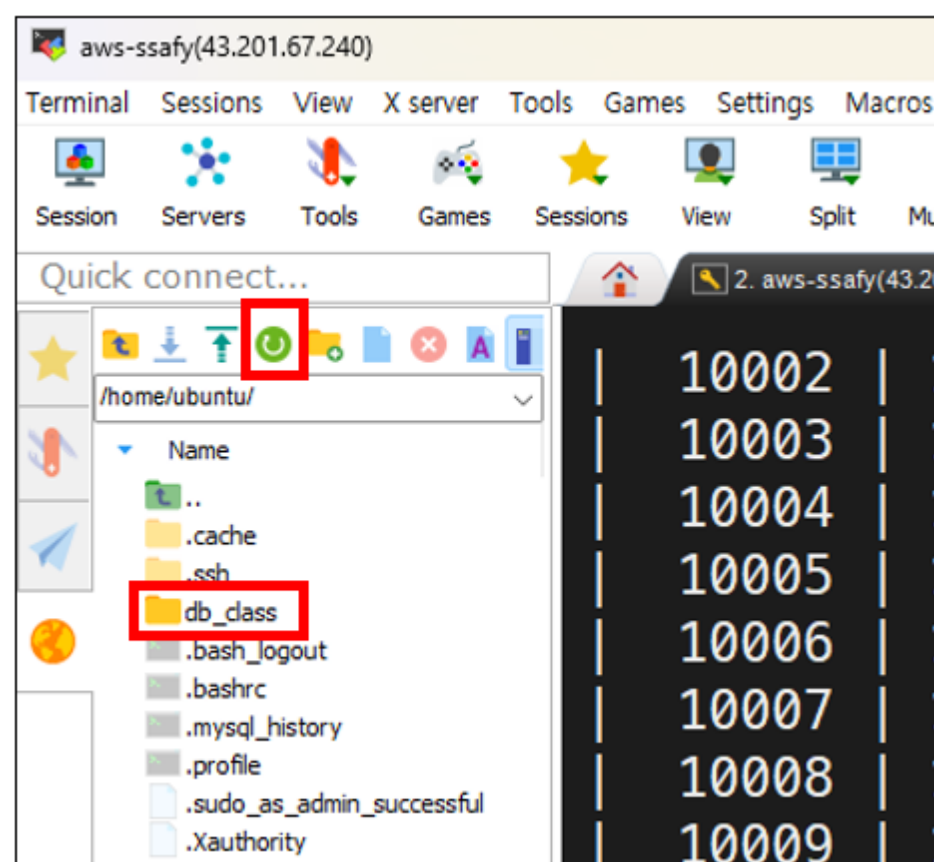 aws-ssafy(43.201.67.240)
Terminal Sessions View X server Tools Games Settings Macros
Session Servers Tools Games Sessions View Split Mu
Quick connect...
2. aws-ssafy(43.20
/home/ubuntu/
Name
..
.cache
.ssh
db_class
.bash_logout
.bashrc
.mysql_history
.profile
.sudo_as_admin_successful
.Xauthority
| 10002 |
| 10003 |
| 10004 |
| 10005 |
| 10006 |
| 10007 |
| 10008 |
| 10009 |